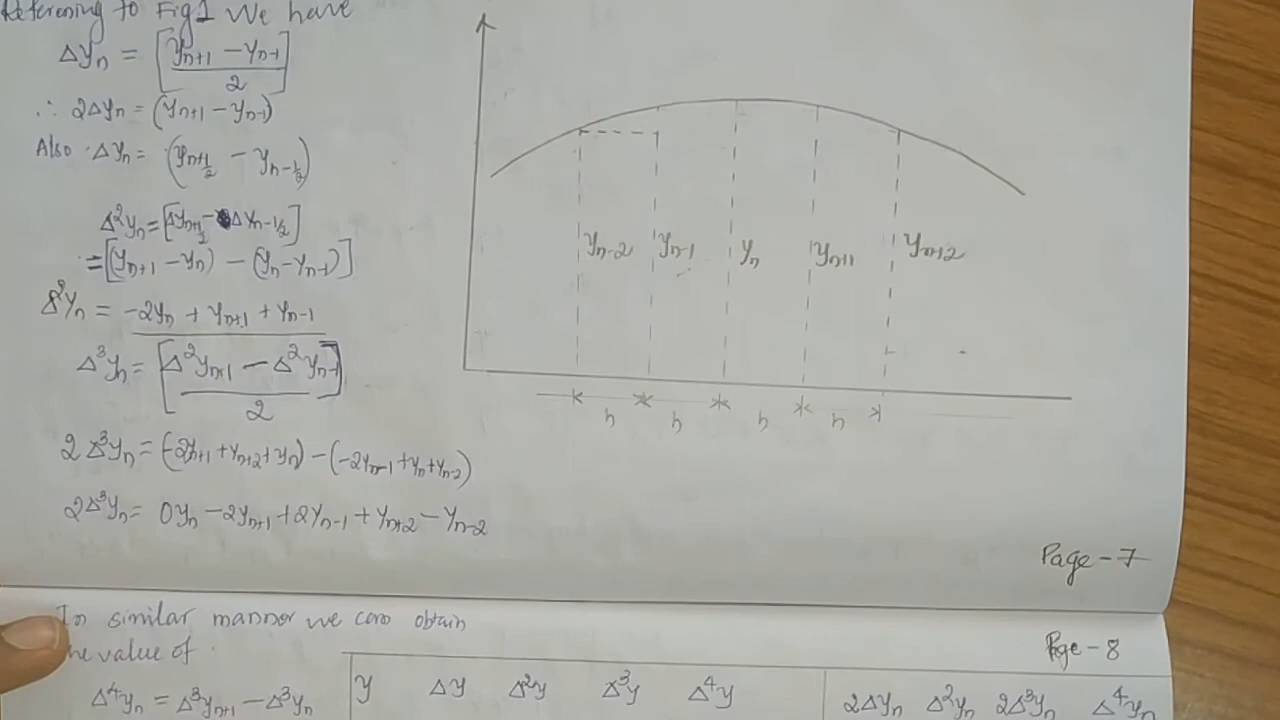 Referening to Fig 1 We have
Δyn = [(yn+1 − yn-1)/2]
∴ 2Δyn = (yn+1 − yn-1)
Also Δyn = (yn+1/2 − yn-1/2)
Δ²yn = [Δyn+1/2 − Δyn-1/2]
= [(yn+1 − yn) − (yn − yn-1)]
δ²yn = −2yn + yn+1 + yn-1
Δ³yn = [(Δ²yn+1 − Δ²yn-1)/2]
2Δ³yn = (−2yn+1 + yn+2 + yn) − (−2yn-1 + yn + yn-2)
2Δ³yn = 0yn − 2yn+1 + 2yn-1 + yn+2 − yn-2
yn-2 yn-1 yn yn+1 yn+2
h h h h
Page - 7
In similar manner we can obtain
the value of
Page - 8
Δ⁴yn = Δ³yn+1 − Δ³yn
y Δy Δ²y Δ³y Δ⁴y 2Δyn Δ²yn 2Δ³yn Δ⁴yn